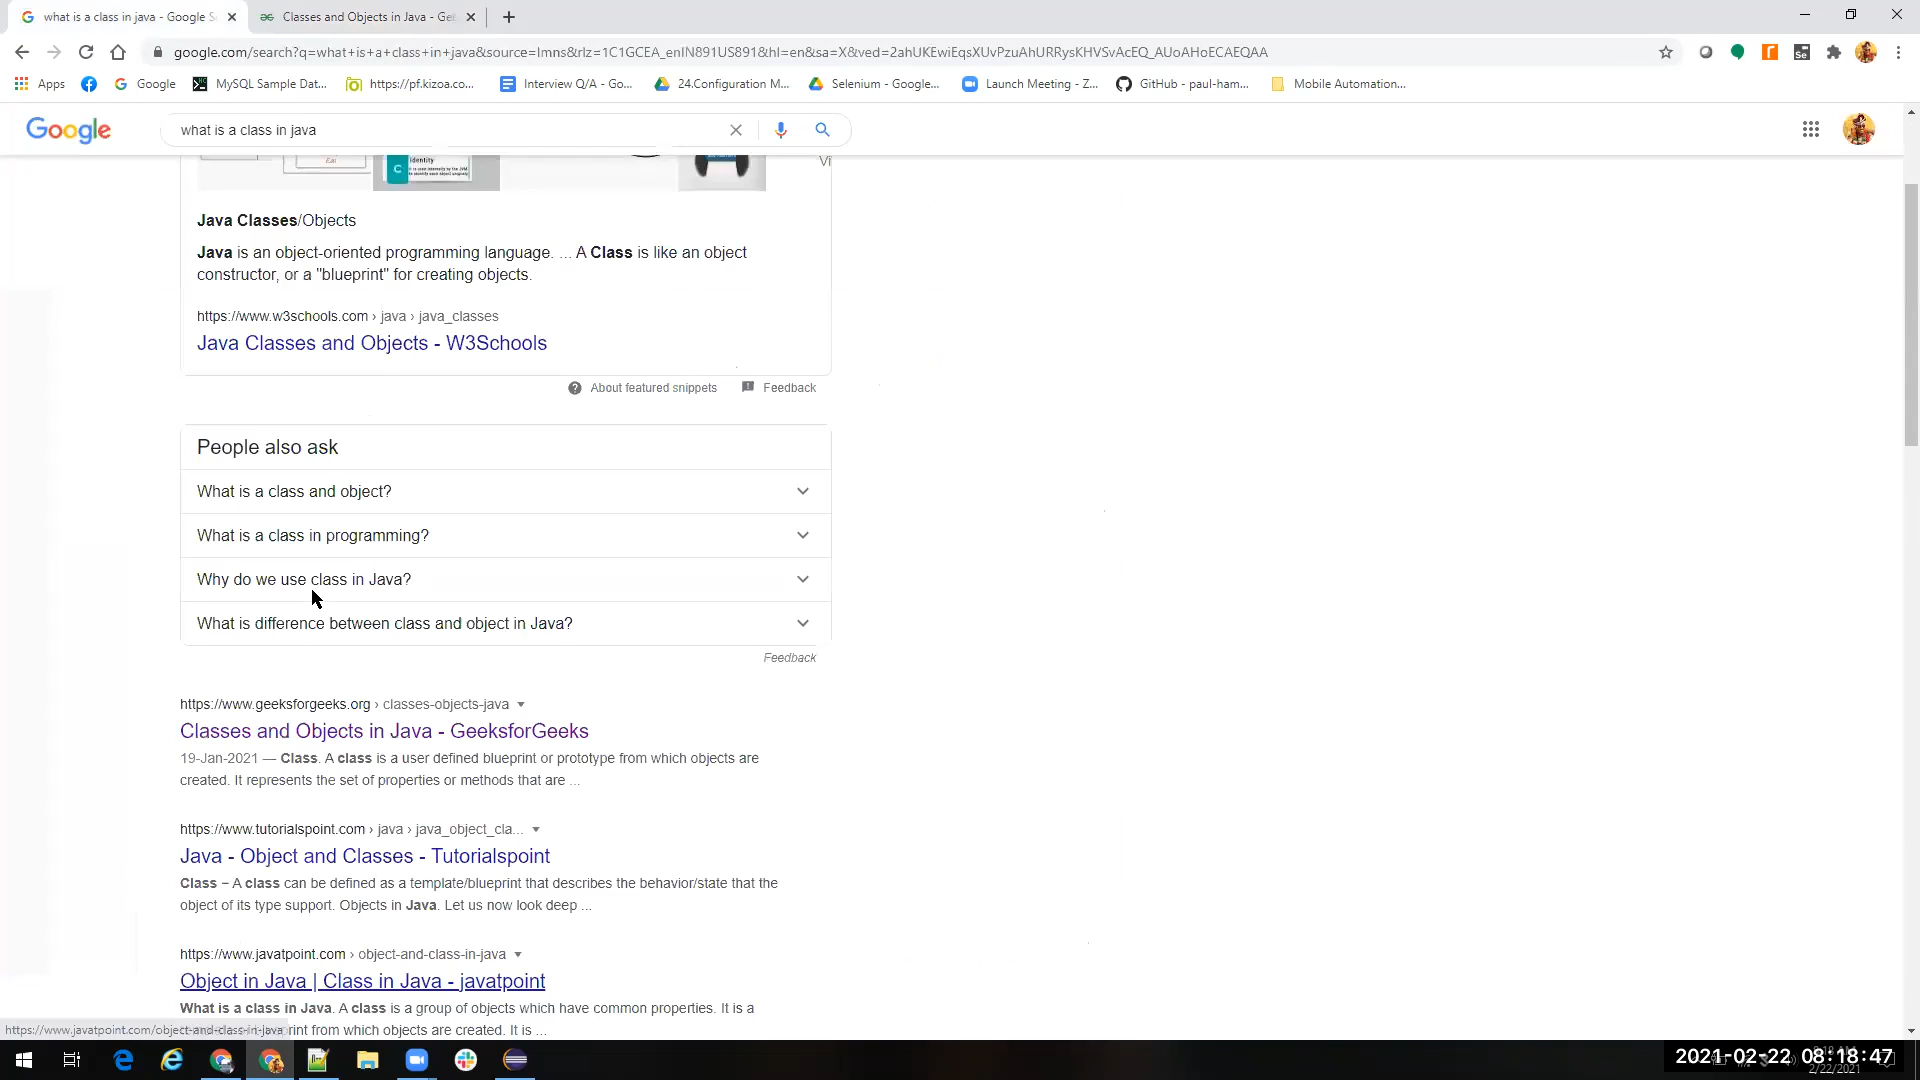 what is a class in java - Google S
Classes and Objects in Java - Ge
google.com/search?q=what+is+a+class+in+java&source=lmns&rlz=1C1GCEA_enIN891US891&hl=en&sa=X&ved=2ahUKEwiEqsXUvPzuAhURRysKHVSvAcEQ_AUoAHoECAEQAA
Apps
Google
MySQL Sample Dat...
https://pf.kizoa.co...
Interview Q/A - Go...
24.Configuration M...
Selenium - Google...
Launch Meeting - Z...
GitHub - paul-ham...
Mobile Automation...
Google
what is a class in java
Identity
C
Vi
Java Classes/Objects
Java is an object-oriented programming language. ... A Class is like an object
constructor, or a "blueprint" for creating objects.
https://www.w3schools.com › java › java_classes
Java Classes and Objects - W3Schools
About featured snippets
Feedback
People also ask
What is a class and object?
What is a class in programming?
Why do we use class in Java?
What is difference between class and object in Java?
Feedback
https://www.geeksforgeeks.org › classes-objects-java
Classes and Objects in Java - GeeksforGeeks
19-Jan-2021 — Class. A class is a user defined blueprint or prototype from which objects are
created. It represents the set of properties or methods that are ...
https://www.tutorialspoint.com › java › java_object_cla...
Java - Object and Classes - Tutorialspoint
Class − A class can be defined as a template/blueprint that describes the behavior/state that the
object of its type support. Objects in Java. Let us now look deep ...
https://www.javatpoint.com › object-and-class-in-java
Object in Java | Class in Java - javatpoint
What is a class in Java. A class is a group of objects which have common properties. It is a
print from which objects are created. It is ...
https://www.javatpoint.com/object-and-class-in-java
2021-02-22 08:18:47
2/22/2021